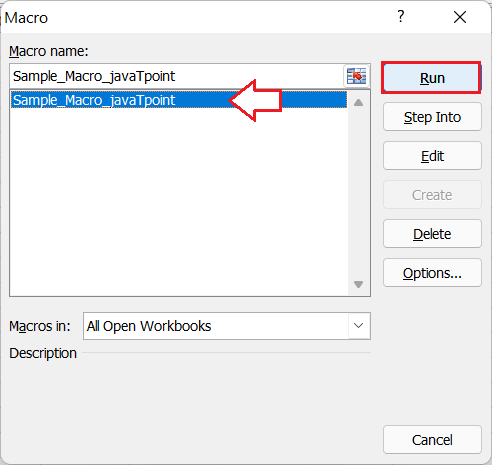 Macro
?
Macro name:
Sample_Macro_javaTpoint
Run
Sample_Macro_javaTpoint
Step Into
Edit
Create
Delete
Options...
Macros in: All Open Workbooks
Description
Cancel